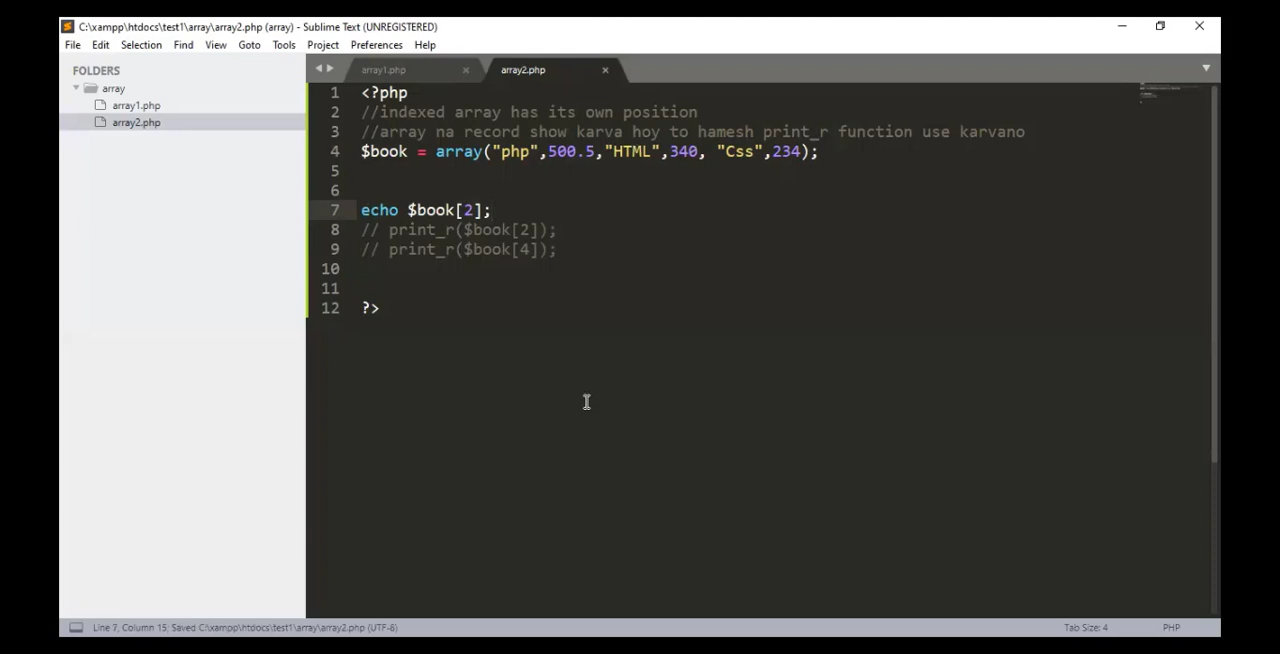 C:\xampp\htdocs\test1\array\array2.php (array) - Sublime Text (UNREGISTERED)
File Edit Selection Find View Goto Tools Project Preferences Help
FOLDERS
array
array1.php
array2.php
array1.php × array2.php ×
1 <?php
2 //indexed array has its own position
3 //array na record show karva hoy to hamesh print_r function use karvano
4 $book = array("php",500.5,"HTML",340, "Css",234);
5
6
7 echo $book[2];
8 // print_r($book[2]);
9 // print_r($book[4]);
10
11
12 ?>
Line 7, Column 15; Saved C:\xampp\htdocs\test1\array\array2.php (UTF-8) Tab Size: 4 PHP